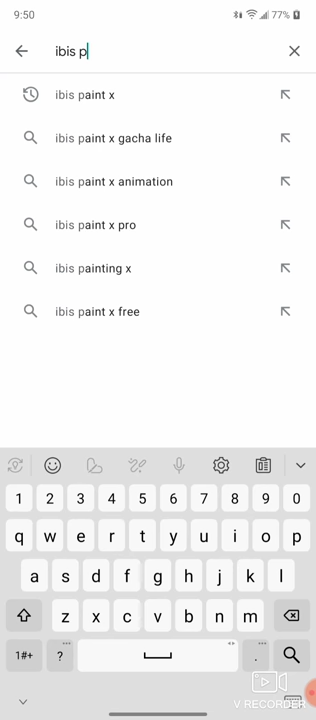 9:50 77%
ibis p
ibis paint x
ibis paint x gacha life
ibis paint x animation
ibis paint x pro
ibis painting x
ibis paint x free
1 2 3 4 5 6 7 8 9 0
q w e r t y u i o p
a s d f g h j k l
z x c v b n m
1#+ ? .
V RECORDER